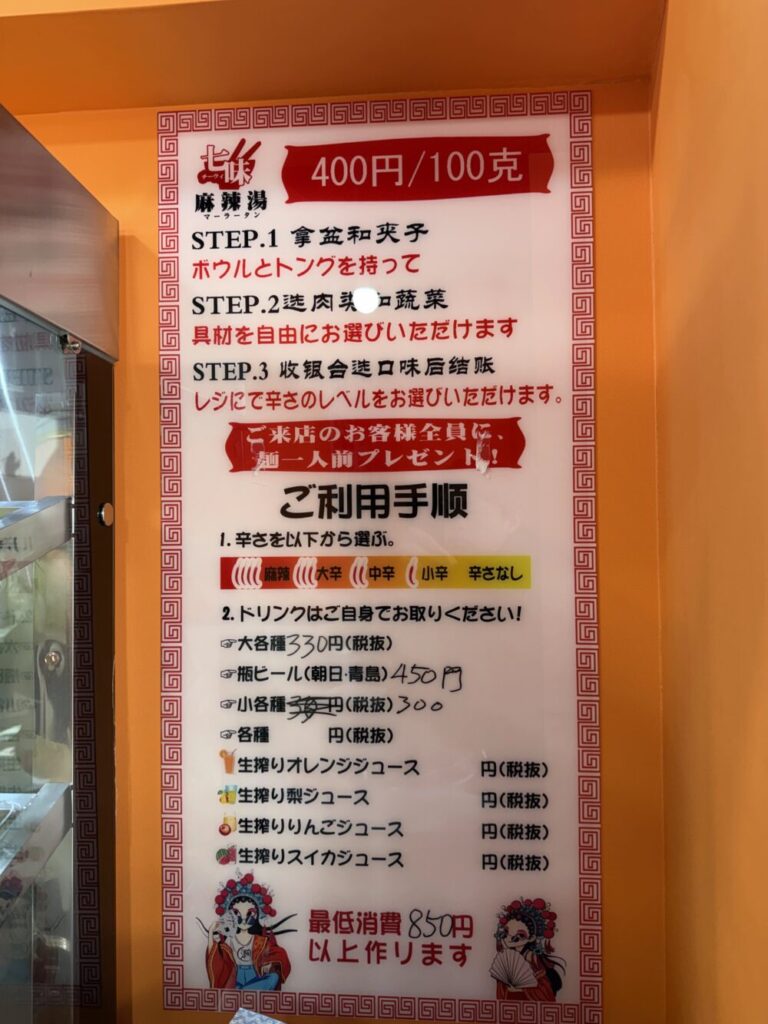 七味
チーウィ
麻辣湯
マーラータン
400円/100克
STEP.1 拿盆和夹子
ボウルとトングを持って
STEP.2选肉 和蔬菜
具材を自由にお選びいただけます
STEP.3 收银台选口味后结账
レジにで辛さのレベルをお選びいただけます。
ご来店のお客様全員に、
麺一人前プレゼント!
ご利用手順
1. 辛さを以下から選ぶ。
麻辣 大辛 中辛 小辛 辛さなし
2. ドリンクはご自身でお取りください!
☞大各種330円(税抜)
☞瓶ビール(朝日·青島)450円
☞小各種 円(税抜)300
☞各種 円(税抜)
生搾りオレンジジュース 円(税抜)
生搾り梨ジュース 円(税抜)
生搾りりんごジュース 円(税抜)
生搾りスイカジュース 円(税抜)
最低消費850円
以上作ります